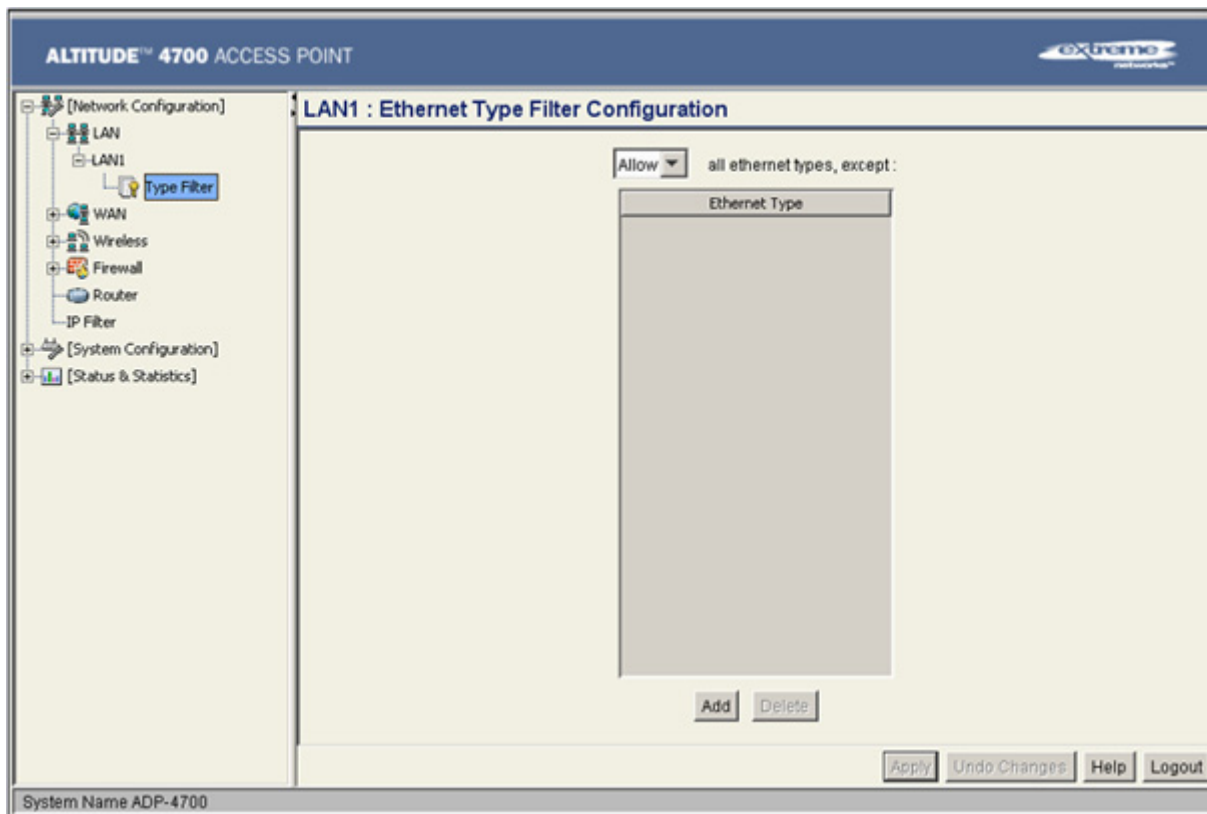 ALTITUDE™ 4700 ACCESS POINT
extreme
networks™
[Network Configuration]
LAN
LAN1
Type Filter
WAN
Wireless
Firewall
Router
IP Filter
[System Configuration]
[Status & Statistics]
LAN1 : Ethernet Type Filter Configuration
Allow all ethernet types, except :
Ethernet Type
Add Delete
Apply Undo Changes Help Logout
System Name ADP-4700